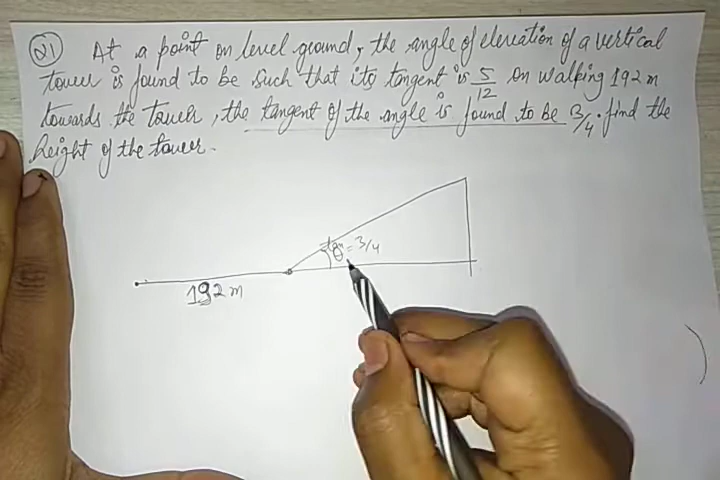 Q1) At a point on level ground, the angle of elevation of a vertical
tower is found to be such that its tangent is 5/12 on walking 192 m
towards the tower, the tangent of the angle is found to be 3/4. find the
height of the tower.
tanθ = 3/4
192 m